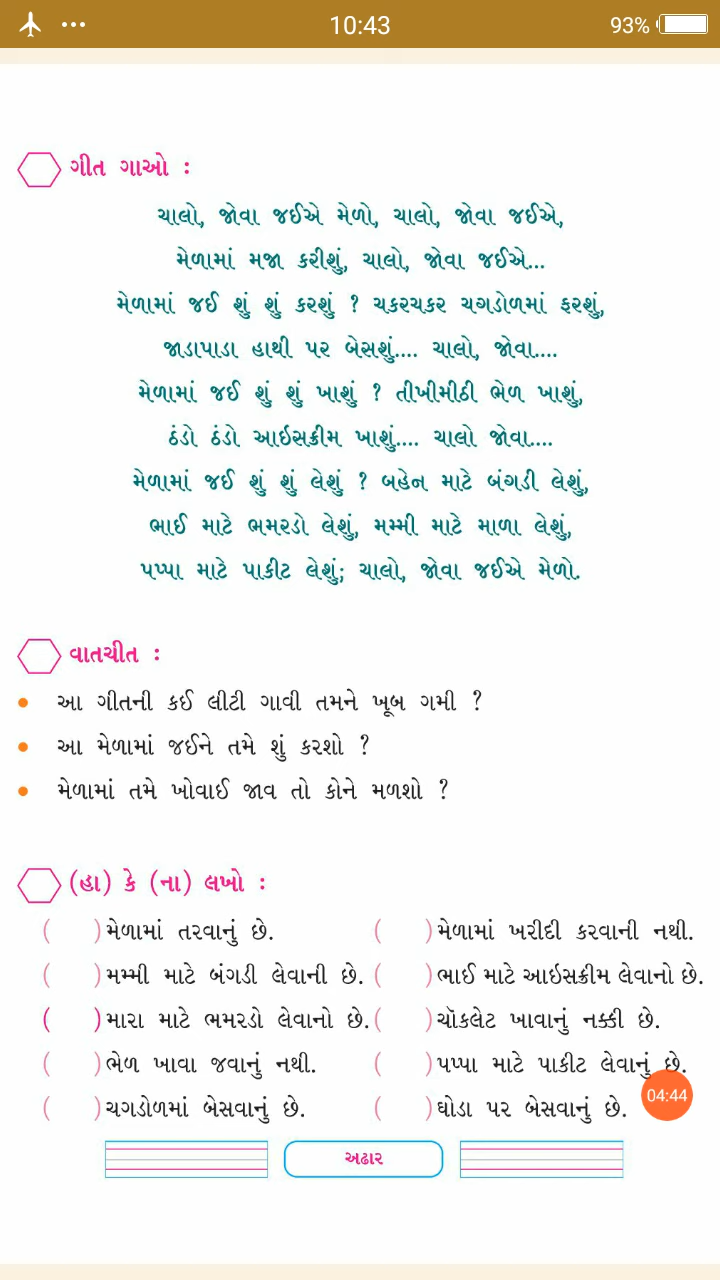 10:43
93%
ગીત ગાઓ :
ચાલો, જોવા જઈએ મેળો, ચાલો, જોવા જઈએ,
મેળામાં મજા કરીશું, ચાલો, જોવા જઈએ...
મેળામાં જઈ શું શું કરશું ? ચકરચકર ચગડોળમાં ફરશું,
જાડાપાડા હાથી પર બેસશું.... ચાલો, જોવા....
મેળામાં જઈ શું શું ખાશું ? તીખીમીઠી ભેળ ખાશું,
ઠંડો ઠંડો આઇસક્રીમ ખાશું.... ચાલો જોવા....
મેળામાં જઈ શું શું લેશું ? બહેન માટે બંગડી લેશું,
ભાઈ માટે ભમરડો લેશું, મમ્મી માટે માળા લેશું,
પપ્પા માટે પાકીટ લેશું; ચાલો, જોવા જઈએ મેળો.
વાતચીત :
• આ ગીતની કઈ લીટી ગાવી તમને ખૂબ ગમી ?
• આ મેળામાં જઈને તમે શું કરશો ?
• મેળામાં તમે ખોવાઈ જાવ તો કોને મળશો ?
(હા) કે (ના) લખો :
( ) મેળામાં તરવાનું છે. ( ) મેળામાં ખરીદી કરવાની નથી.
( ) મમ્મી માટે બંગડી લેવાની છે. ( ) ભાઈ માટે આઇસક્રીમ લેવાનો છે.
( ) મારા માટે ભમરડો લેવાનો છે. ( ) ચૉકલેટ ખાવાનું નક્કી છે.
( ) ભેળ ખાવા જવાનું નથી. ( ) પપ્પા માટે પાકીટ લેવાનું છે.
( ) ચગડોળમાં બેસવાનું છે. ( ) ઘોડા પર બેસવાનું છે.
04:44
અઢાર